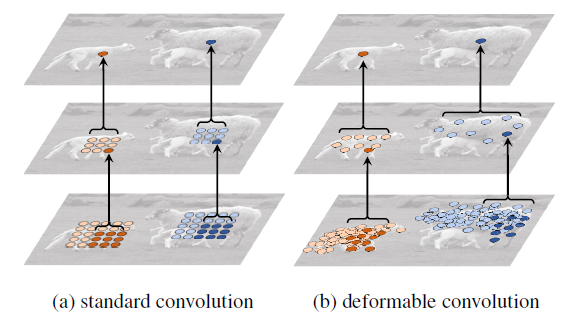 (a) standard convolution
(b) deformable convolution